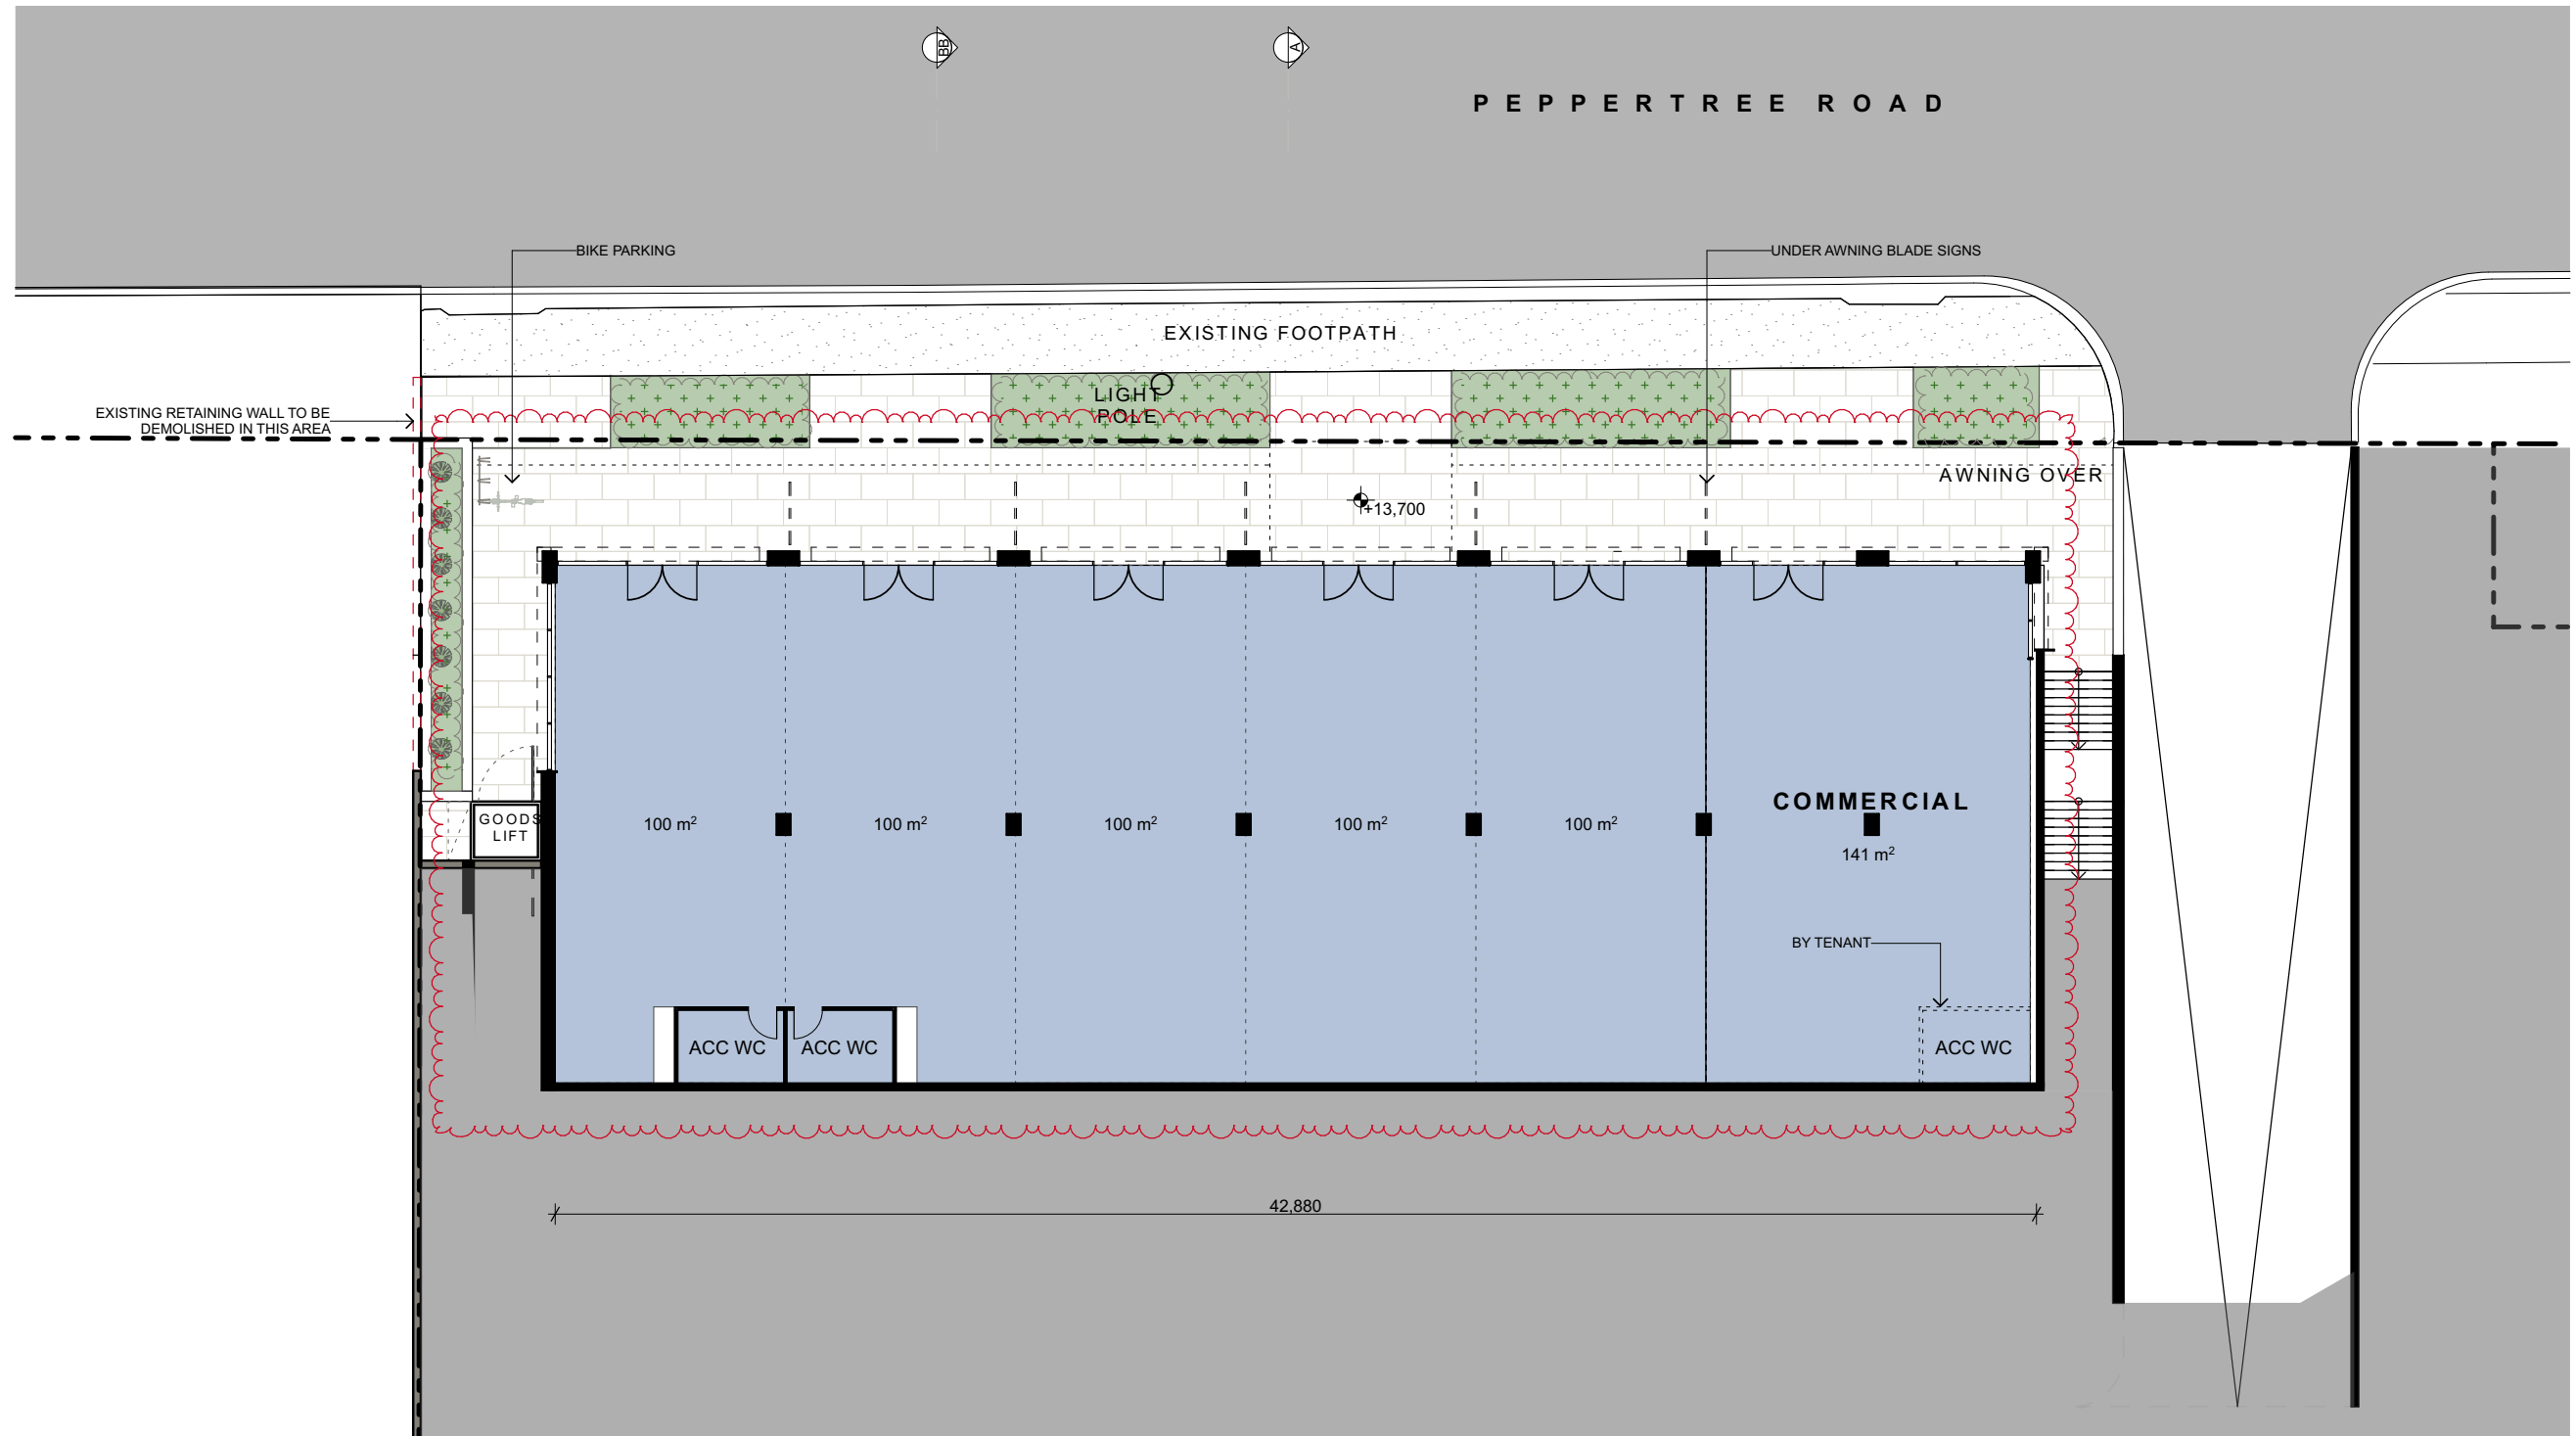 BB
A
PEPPERTREE ROAD
BIKE PARKING
UNDER AWNING BLADE SIGNS
EXISTING FOOTPATH
LIGHT
POLE
EXISTING RETAINING WALL TO BE
DEMOLISHED IN THIS AREA
AWNING OVER
+13,700
GOODS
LIFT
COMMERCIAL
100 m²
100 m²
100 m²
100 m²
100 m²
141 m²
BY TENANT
ACC WC
ACC WC
ACC WC
42,880